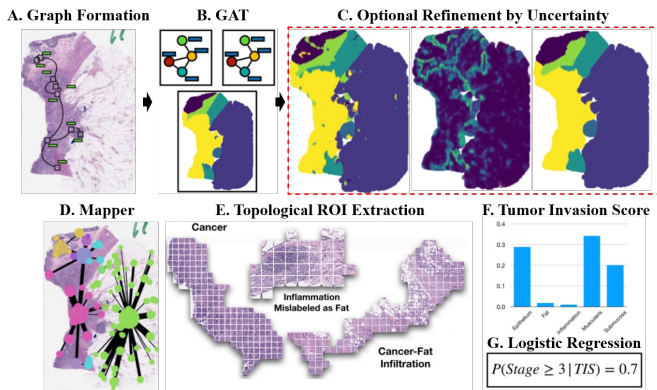 A. Graph Formation
B. GAT
C. Optional Refinement by Uncertainty
D. Mapper
E. Topological ROI Extraction
Cancer
Inflammation
Mislabeled as Fat
Cancer-Fat
Infiltration
F. Tumor Invasion Score
0.4
0.3
0.2
0.1
0.0
Epithelium
Fat
Inflammation
Muscularis
Submucosa
G. Logistic Regression
P(Stage ≥ 3 | TIS) = 0.7